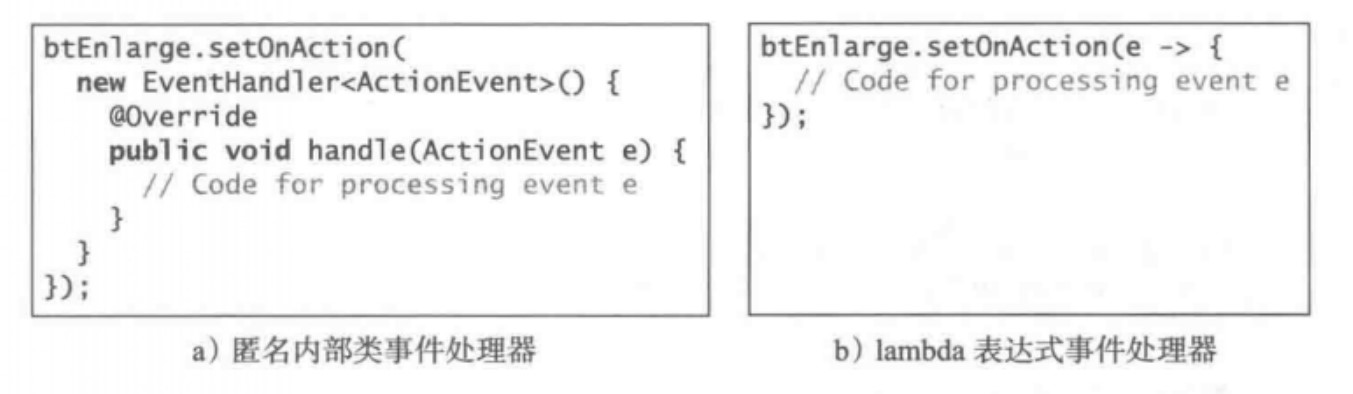 btEnlarge.setOnAction(
  new EventHandler<ActionEvent>() {
    @Override
    public void handle(ActionEvent e) {
      // Code for processing event e
    }
  }
});
a) 匿名内部类事件处理器
btEnlarge.setOnAction(e -> {
  // Code for processing event e
});
b) lambda 表达式事件处理器